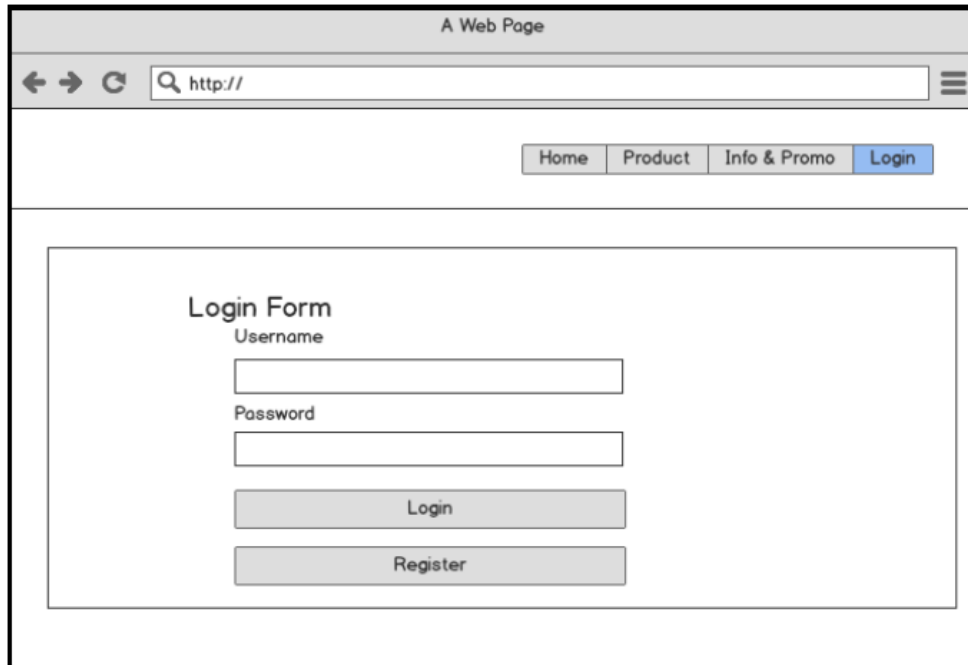 A Web Page
http://
Home Product Info & Promo Login
Login Form
Username
Password
Login
Register